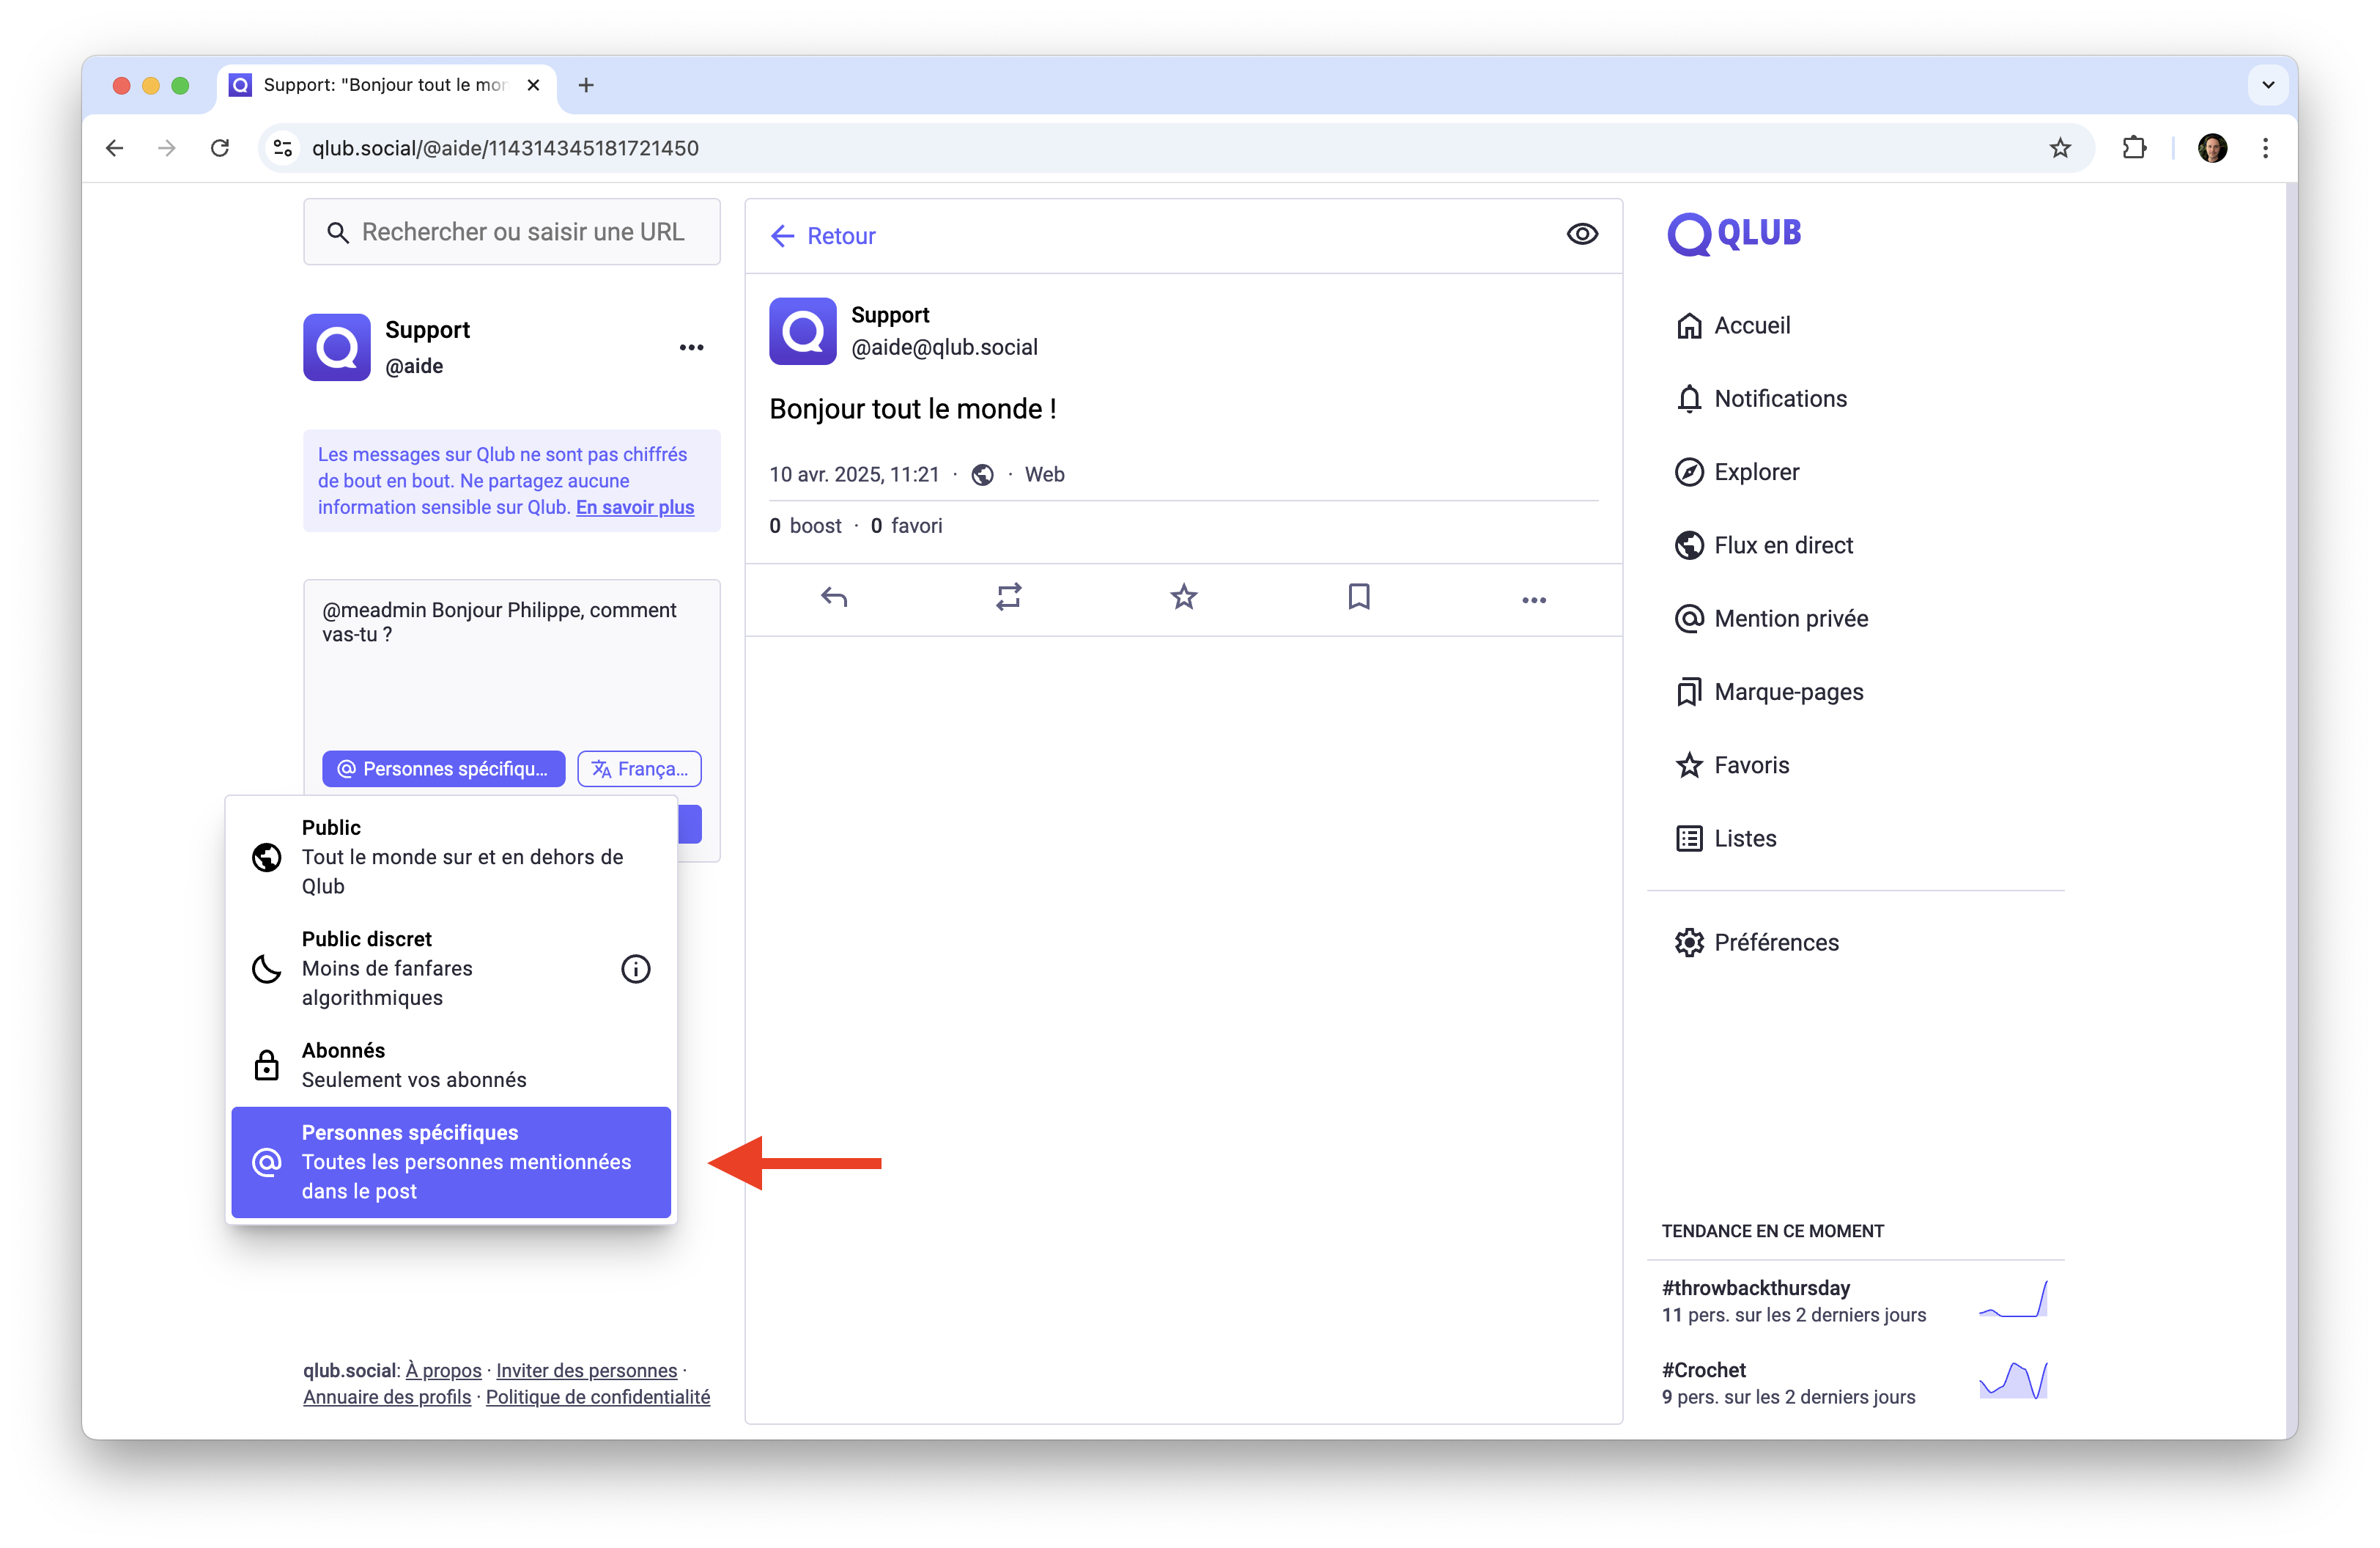 Support: "Bonjour tout le mon
qlub.social/@aide/114314345181721450
Rechercher ou saisir une URL
Support
@aide
Les messages sur Qlub ne sont pas chiffrés
de bout en bout. Ne partagez aucune
information sensible sur Qlub. En savoir plus
@meadmin Bonjour Philippe, comment
vas-tu ?
@ Personnes spécifiqu...
França...
Public
Tout le monde sur et en dehors de
Qlub
Public discret
Moins de fanfares
algorithmiques
Abonnés
Seulement vos abonnés
Personnes spécifiques
Toutes les personnes mentionnées
dans le post
qlub.social: À propos · Inviter des personnes ·
Annuaire des profils · Politique de confidentialité
Retour
Support
@aide@qlub.social
Bonjour tout le monde !
10 avr. 2025, 11:21 · · Web
0 boost · 0 favori
QLUB
Accueil
Notifications
Explorer
Flux en direct
Mention privée
Marque-pages
Favoris
Listes
Préférences
TENDANCE EN CE MOMENT
#throwbackthursday
11 pers. sur les 2 derniers jours
#Crochet
9 pers. sur les 2 derniers jours